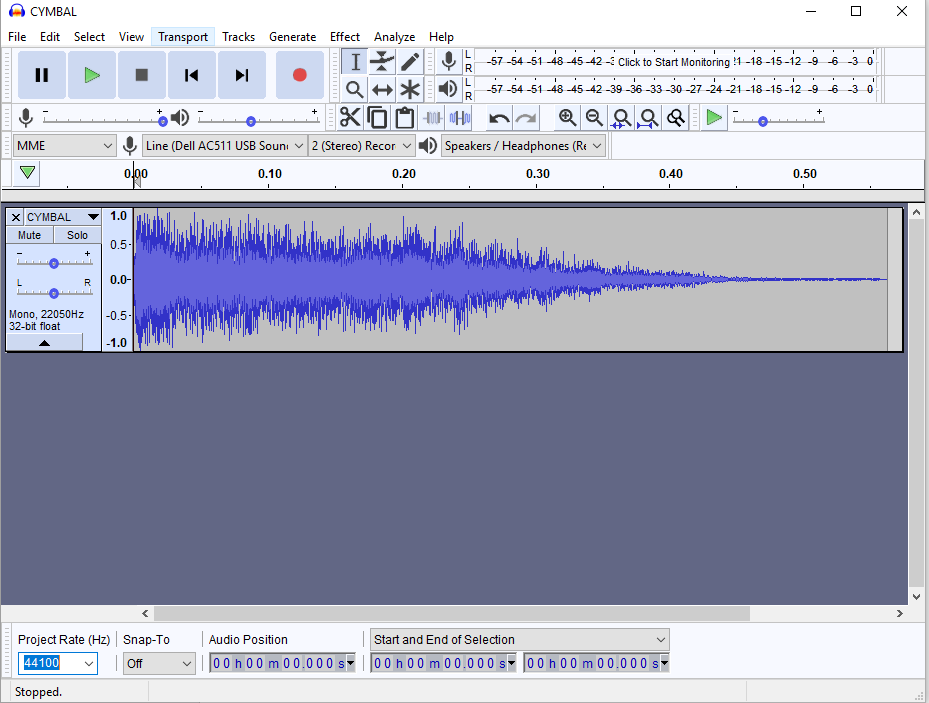 CYMBAL
File Edit Select View Transport Tracks Generate Effect Analyze Help
L
R
-57 -54 -51 -48 -45 -42 Click to Start Monitoring -18 -15 -12 -9 -6 -3 0
L
R
-57 -54 -51 -48 -45 -42 -39 -36 -33 -30 -27 -24 -21 -18 -15 -12 -9 -6 -3 0
- + - + - +
MME Line (Dell AC511 USB Soun 2 (Stereo) Recor Speakers / Headphones (Re
0.00 0.10 0.20 0.30 0.40 0.50
CYMBAL
Mute Solo
- +
L R
Mono, 22050Hz
32-bit float
1.0
0.5
0.0
-0.5
-1.0
Project Rate (Hz) Snap-To Audio Position Start and End of Selection
44100 Off 00 h 00 m 00.000 s 00 h 00 m 00.000 s 00 h 00 m 00.000 s
Stopped.